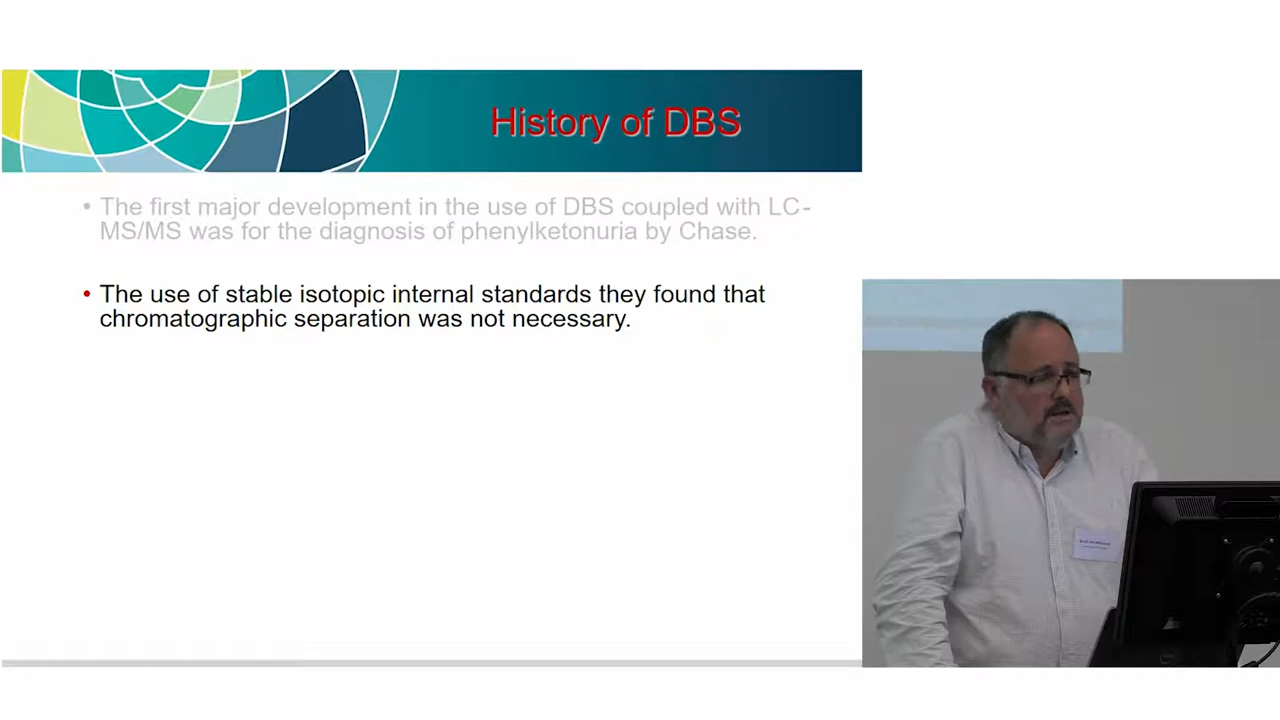 History of DBS
• The first major development in the use of DBS coupled with LC-
MS/MS was for the diagnosis of phenylketonuria by Chase.
• The use of stable isotopic internal standards they found that
chromatographic separation was not necessary.